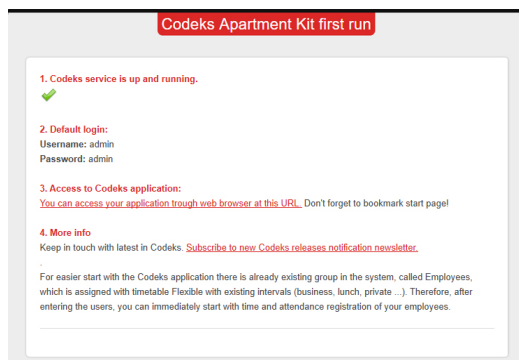 Codeks Apartment Kit first run
1. Codeks service is up and running.
2. Default login:
Username: admin
Password: admin
3. Access to Codeks application:
You can access your application trough web browser at this URL. Don't forget to bookmark start page!
4. More info
Keep in touch with latest in Codeks. Subscribe to new Codeks releases notification newsletter.
.
For easier start with the Codeks application there is already existing group in the system, called Employees,
which is assigned with timetable Flexible with existing intervals (business, lunch, private ...). Therefore, after
entering the users, you can immediately start with time and attendance registration of your employees.